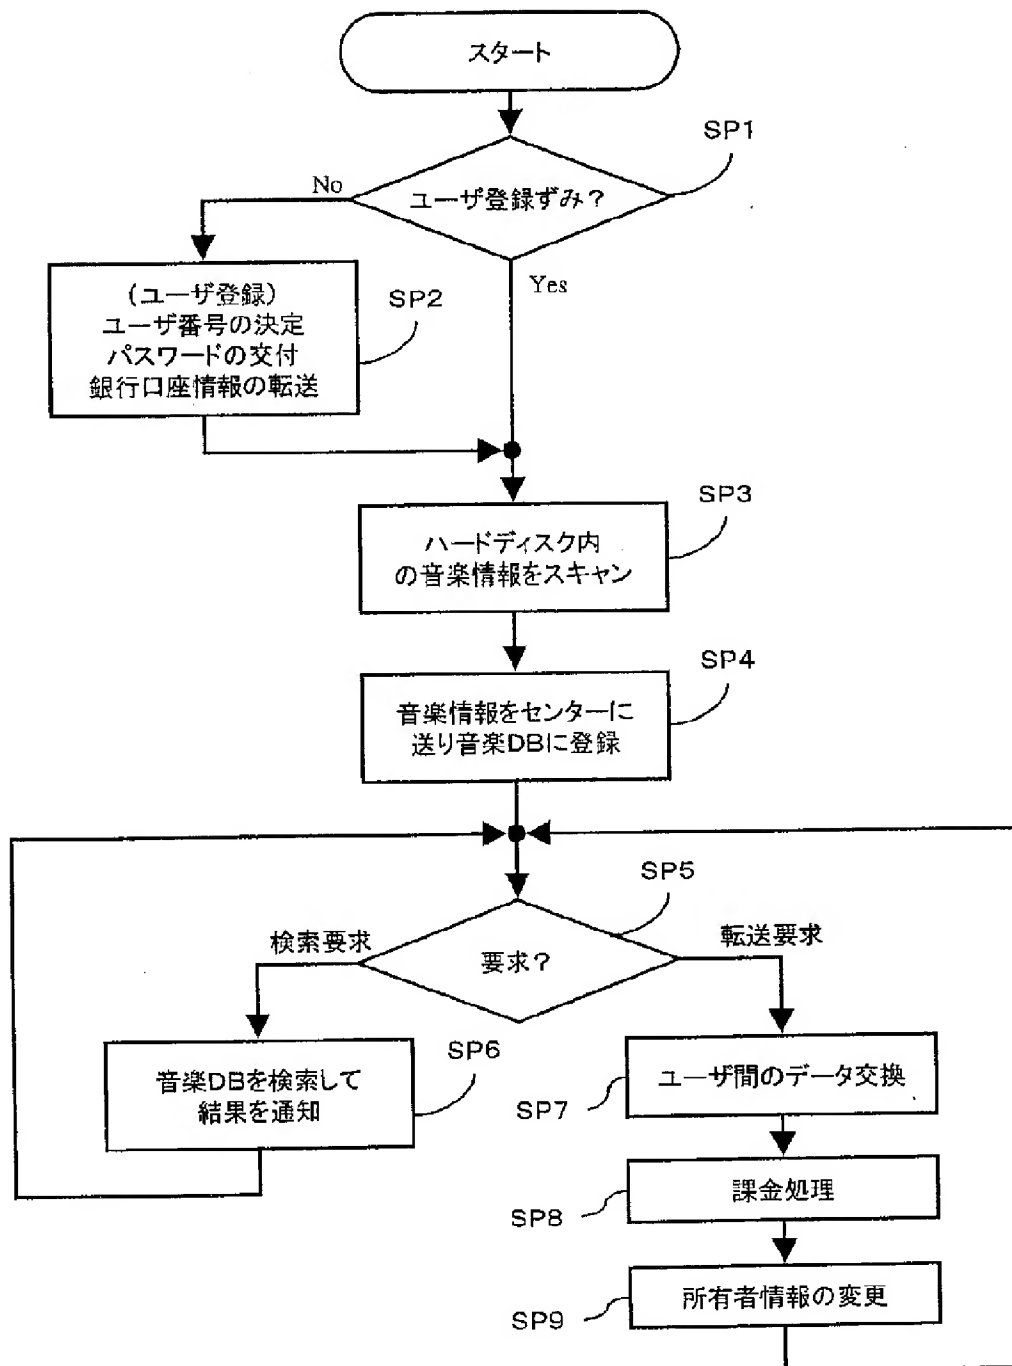 スタート
SP1
ユーザ登録ずみ？
No
Yes
（ユーザ登録）
ユーザ番号の決定
パスワードの交付
銀行口座情報の転送
SP2
SP3
ハードディスク内
の音楽情報をスキャン
SP4
音楽情報をセンターに
送り音楽DBに登録
SP5
検索要求
要求？
転送要求
SP6
音楽DBを検索して
結果を通知
ユーザ間のデータ交換
SP7
課金処理
SP8
所有者情報の変更
SP9